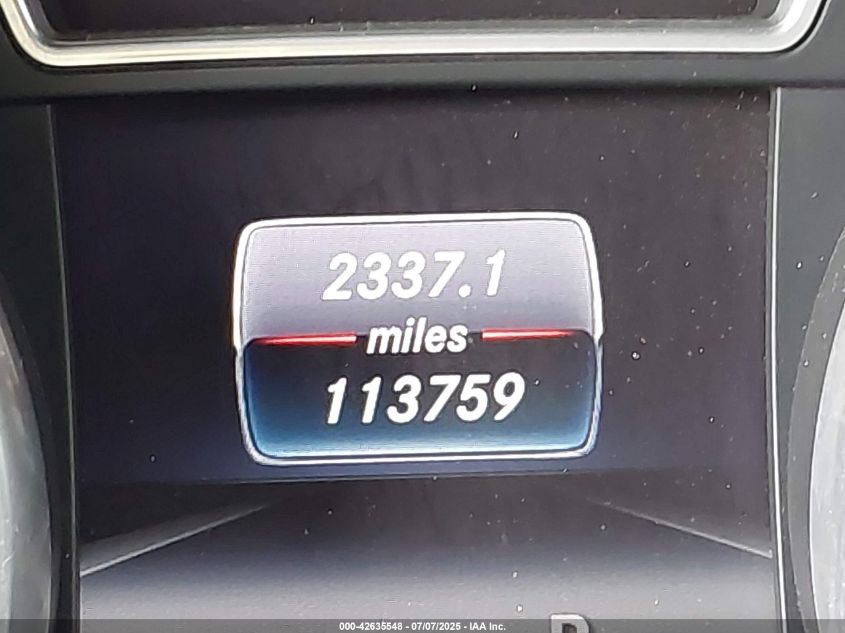 2337.1
miles
113759
000-42635548 - 07/07/2025 - IAA Inc.